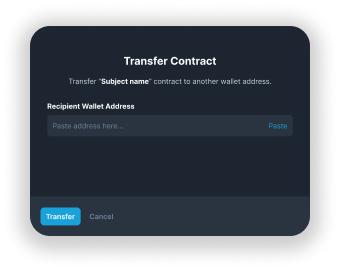 Transfer Contract
Transfer "Subject name" contract to another wallet address.
Recipient Wallet Address
Paste address here... Paste
Transfer Cancel